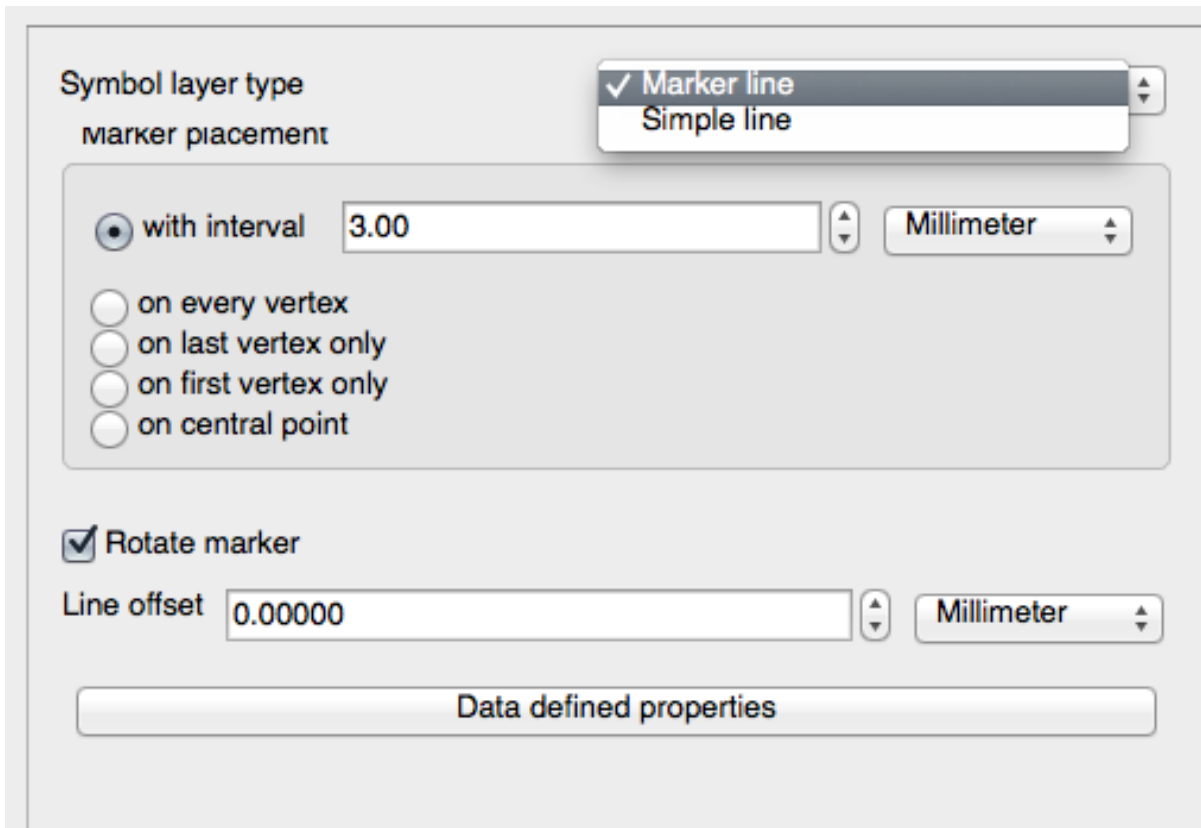 Symbol layer type
Marker line
Simple line
Marker placement
with interval 3.00 Millimeter
on every vertex
on last vertex only
on first vertex only
on central point
Rotate marker
Line offset 0.00000 Millimeter
Data defined properties